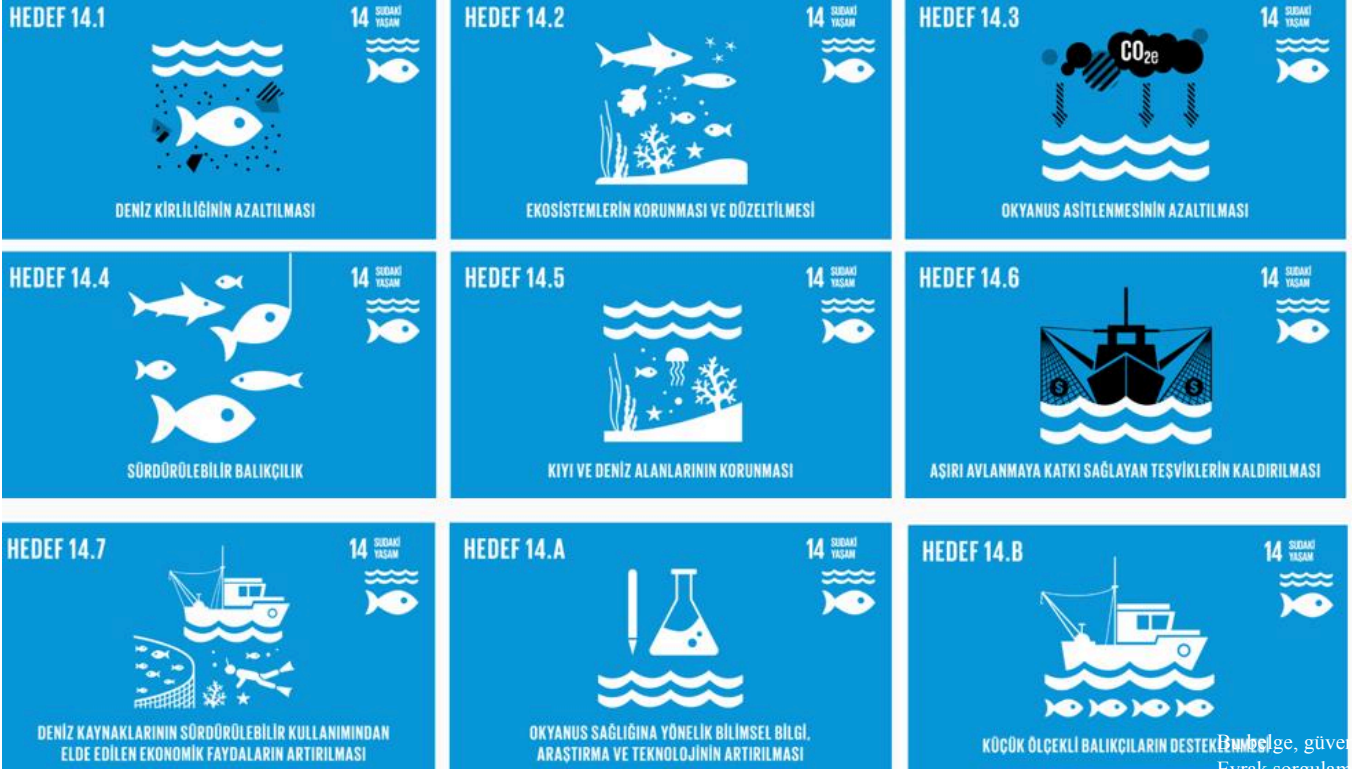 HEDEF 14.1
14 SUDAKİ
YAŞAM
DENİZ KİRLİLİĞİNİN AZALTILMASI
HEDEF 14.2
14 SUDAKİ
YAŞAM
EKOSİSTEMLERİN KORUNMASI VE DÜZELTİLMESİ
HEDEF 14.3
14 SUDAKİ
YAŞAM
CO2e
OKYANUS ASİTLENMESİNİN AZALTILMASI
HEDEF 14.4
14 SUDAKİ
YAŞAM
SÜRDÜRÜLEBİLİR BALIKÇILIK
HEDEF 14.5
14 SUDAKİ
YAŞAM
KIYI VE DENİZ ALANLARININ KORUNMASI
HEDEF 14.6
14 SUDAKİ
YAŞAM
$ $
AŞIRI AVLANMAYA KATKI SAĞLAYAN TEŞVİKLERİN KALDIRILMASI
HEDEF 14.7
14 SUDAKİ
YAŞAM
DENİZ KAYNAKLARININ SÜRDÜRÜLEBİLİR KULLANIMINDAN
ELDE EDİLEN EKONOMİK FAYDALARIN ARTIRILMASI
HEDEF 14.A
14 SUDAKİ
YAŞAM
OKYANUS SAĞLIĞINA YÖNELİK BİLİMSEL BİLGİ,
ARAŞTIRMA VE TEKNOLOJİNİN ARTIRILMASI
HEDEF 14.B
14 SUDAKİ
YAŞAM
KÜÇÜK ÖLÇEKLİ BALIKÇILARIN DESTEKLENMESİ